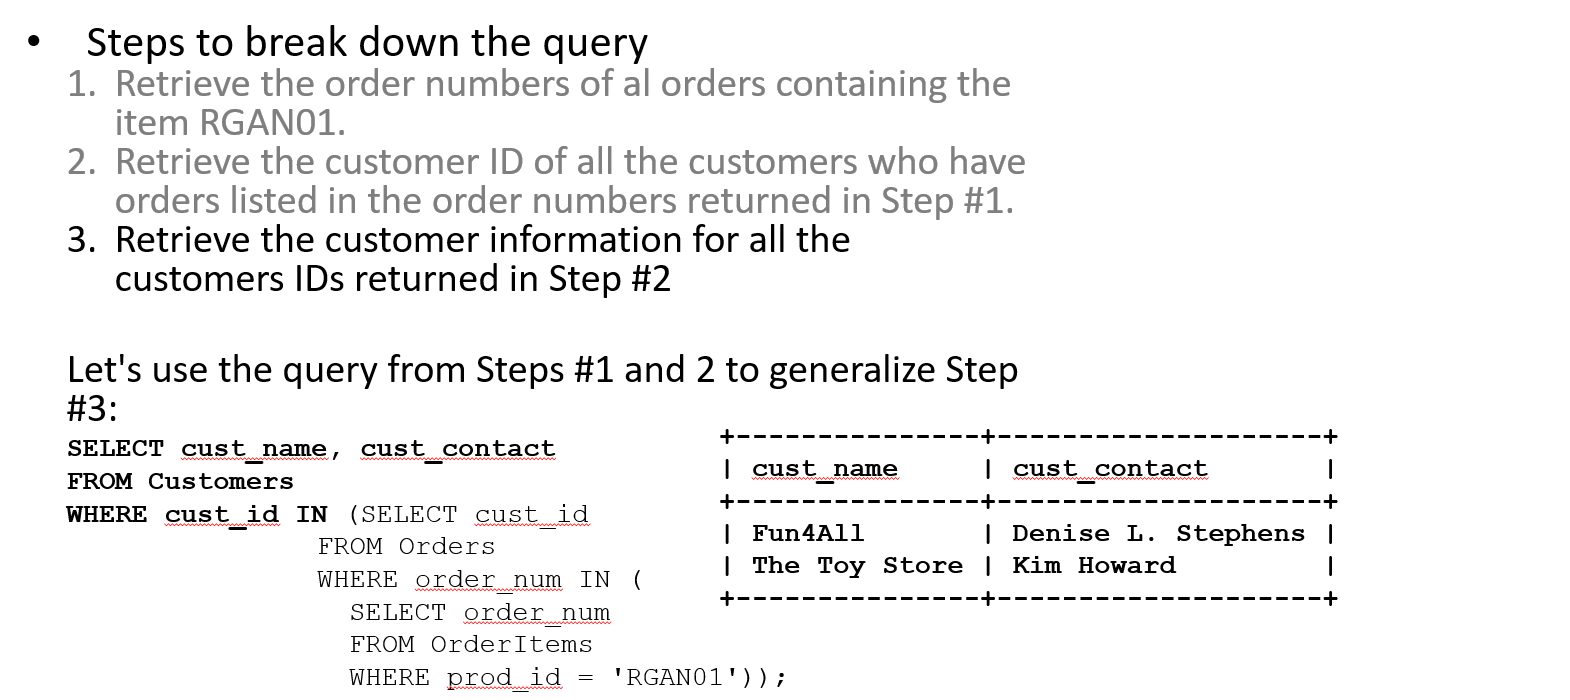 • Steps to break down the query
1. Retrieve the order numbers of al orders containing the
item RGAN01.
2. Retrieve the customer ID of all the customers who have
orders listed in the order numbers returned in Step #1.
3. Retrieve the customer information for all the
customers IDs returned in Step #2
Let's use the query from Steps #1 and 2 to generalize Step
#3:
SELECT cust_name, cust_contact
FROM Customers
WHERE cust_id IN (SELECT cust_id
FROM Orders
WHERE order_num IN (
SELECT order_num
FROM OrderItems
WHERE prod_id = 'RGAN01'));
+---------------+--------------------+
| cust_name | cust_contact |
+---------------+--------------------+
| Fun4All | Denise L. Stephens |
| The Toy Store | Kim Howard |
+---------------+--------------------+